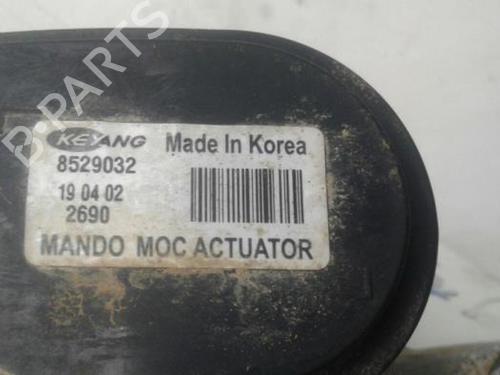 B-PARTS
KEYANG
Made In Korea
8529032
19 04 02
2690
MANDO MOC ACTUATOR